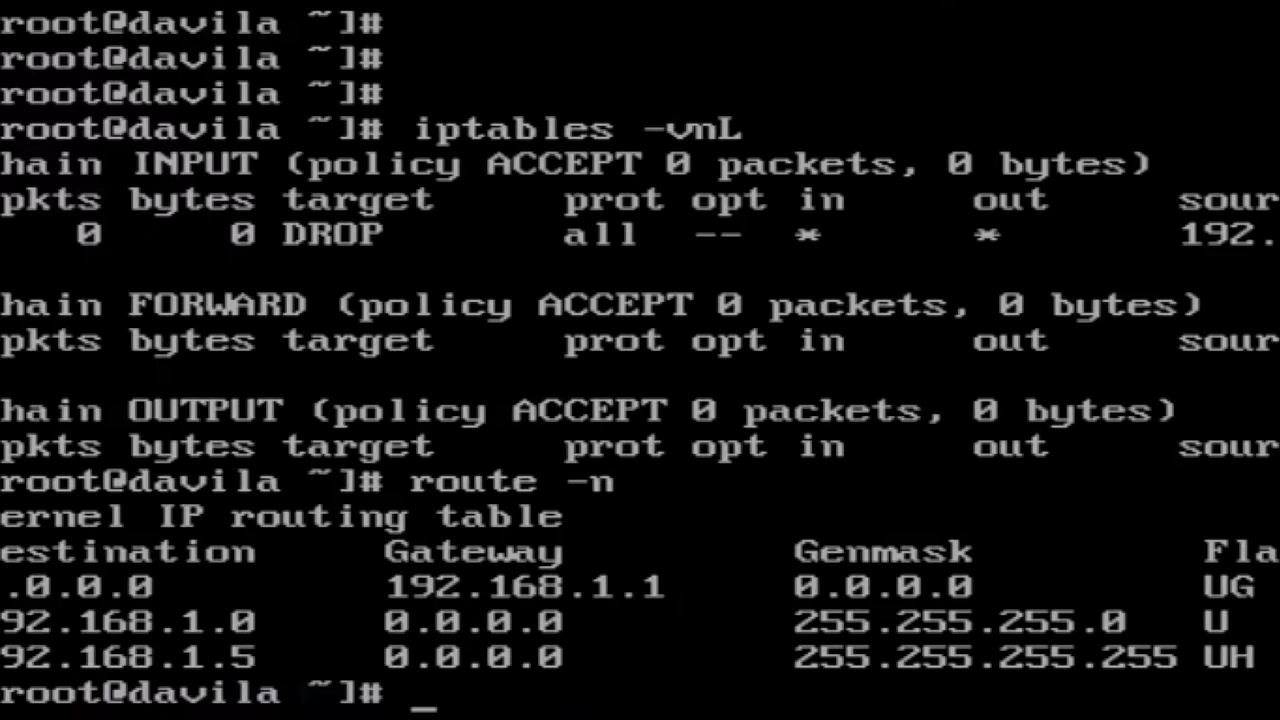 root@davila ~]#
root@davila ~]#
root@davila ~]#
root@davila ~]# iptables -vnL
hain INPUT (policy ACCEPT 0 packets, 0 bytes)
pkts bytes target prot opt in out sour
0 0 DROP all -- * * 192.
hain FORWARD (policy ACCEPT 0 packets, 0 bytes)
pkts bytes target prot opt in out sour
hain OUTPUT (policy ACCEPT 0 packets, 0 bytes)
pkts bytes target prot opt in out sour
root@davila ~]# route -n
ernel IP routing table
estination Gateway Genmask Fla
.0.0.0 192.168.1.1 0.0.0.0 UG
92.168.1.0 0.0.0.0 255.255.255.0 U
92.168.1.5 0.0.0.0 255.255.255.255 UH
root@davila ~]# _